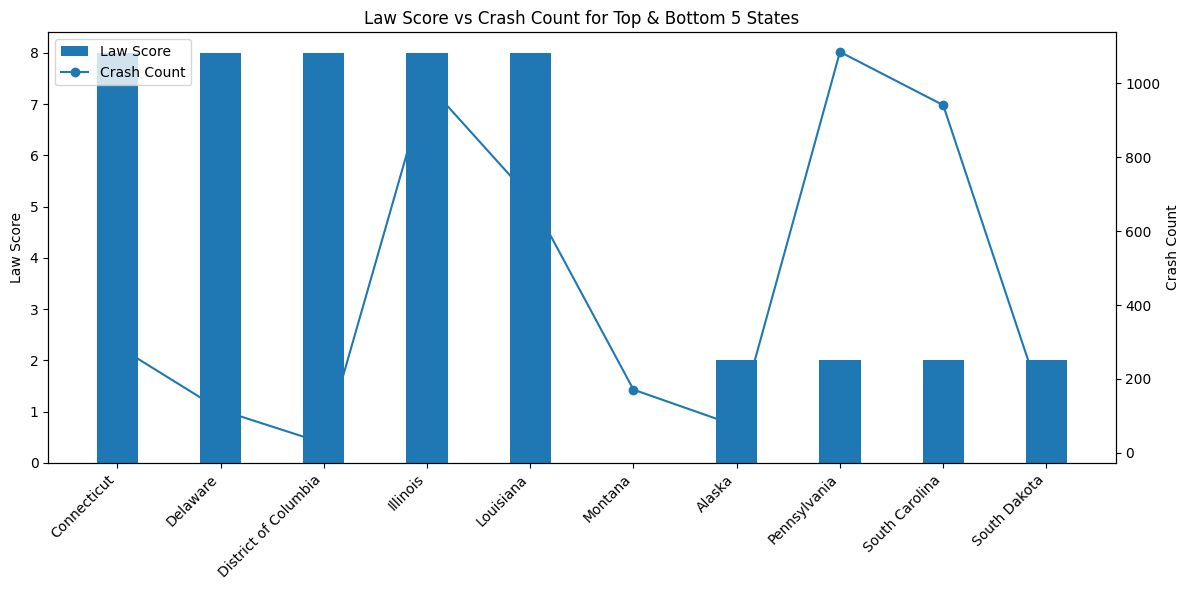 Law Score vs Crash Count for Top & Bottom 5 States
Law Score
Crash Count
8
7
6
5
4
3
2
1
0
Law Score
1000
800
600
400
200
0
Crash Count
Connecticut
Delaware
District of Columbia
Illinois
Louisiana
Montana
Alaska
Pennsylvania
South Carolina
South Dakota